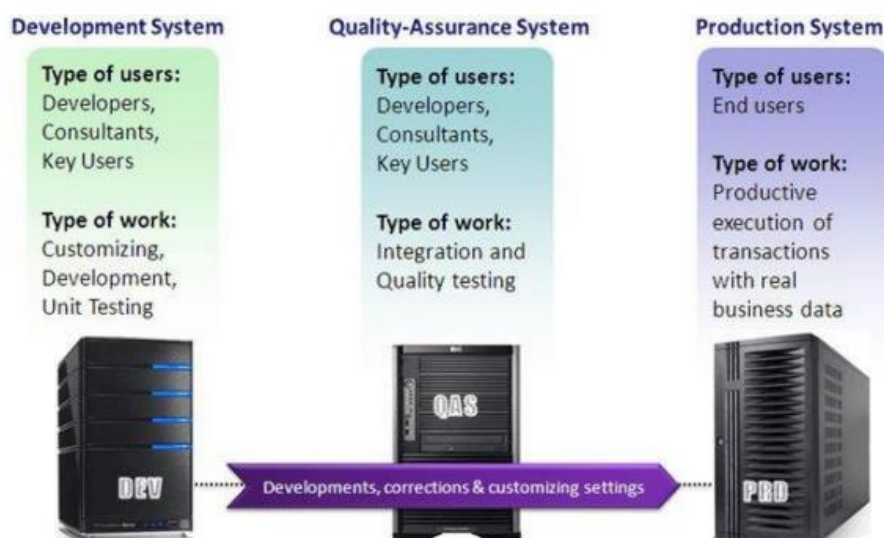 Development System
Type of users:
Developers,
Consultants,
Key Users
Type of work:
Customizing,
Development,
Unit Testing
Quality-Assurance System
Type of users:
Developers,
Consultants,
Key Users
Type of work:
Integration and
Quality testing
Production System
Type of users:
End users
Type of work:
Productive
execution of
transactions
with real
business data
DEV
QAS
PRD
Developments, corrections & customizing settings